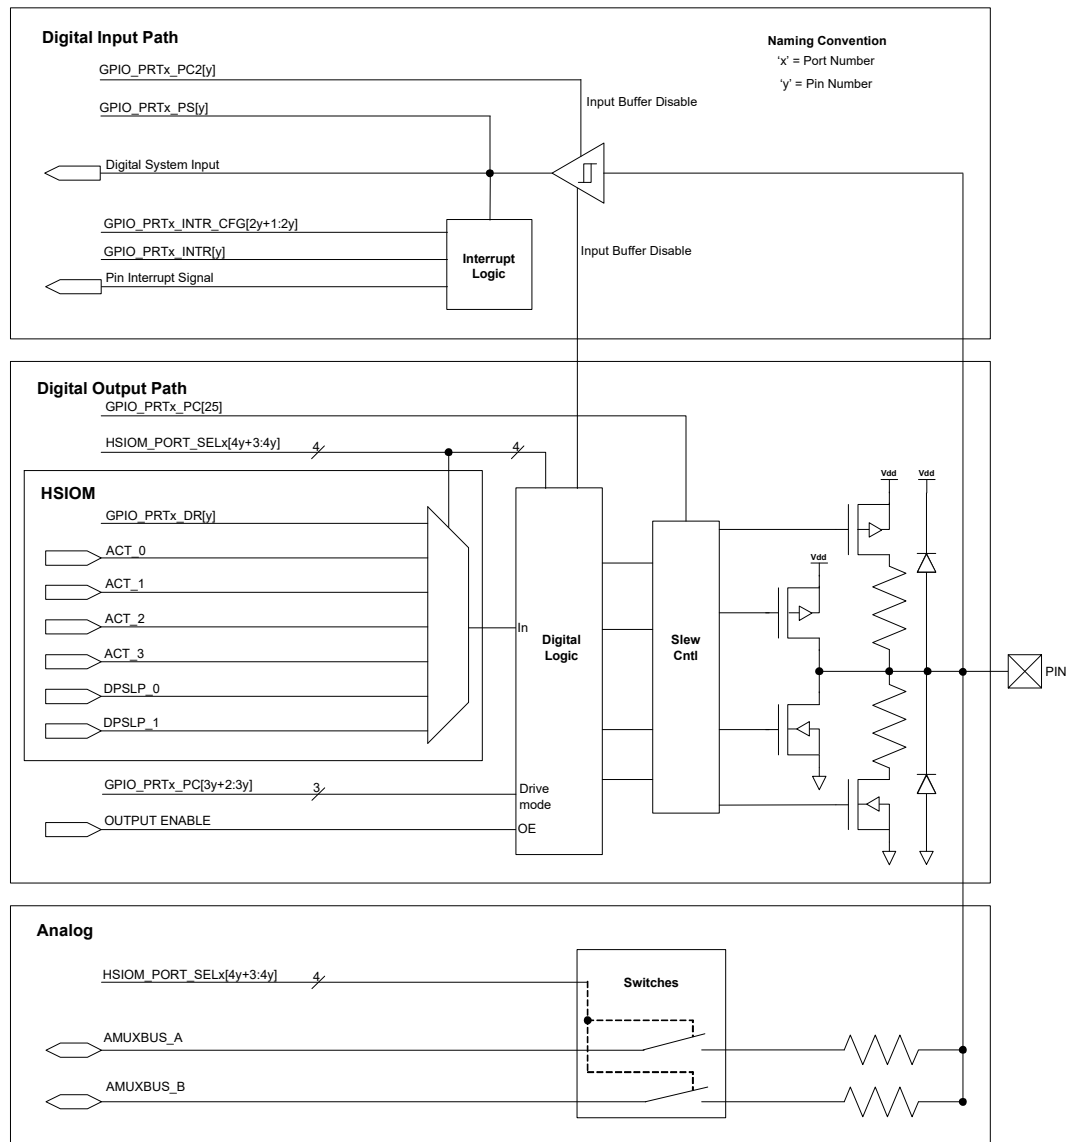 Digital Input Path
Naming Convention
'x' = Port Number
'y' = Pin Number
GPIO_PRTx_PC2[y]
Input Buffer Disable
GPIO_PRTx_PS[y]
Digital System Input
GPIO_PRTx_INTR_CFG[2y+1:2y]
GPIO_PRTx_INTR[y]
Pin Interrupt Signal
Interrupt
Logic
Input Buffer Disable
Digital Output Path
GPIO_PRTx_PC[25]
HSIOM_PORT_SELx[4y+3:4y]
4
4
HSIOM
GPIO_PRTx_DR[y]
ACT_0
ACT_1
ACT_2
ACT_3
DPSLP_0
DPSLP_1
In
Digital
Logic
Slew
Cntl
Vdd
Vdd
Vdd
PIN
GPIO_PRTx_PC[3y+2:3y]
3
Drive
mode
OUTPUT ENABLE
OE
Analog
HSIOM_PORT_SELx[4y+3:4y]
4
Switches
AMUXBUS_A
AMUXBUS_B